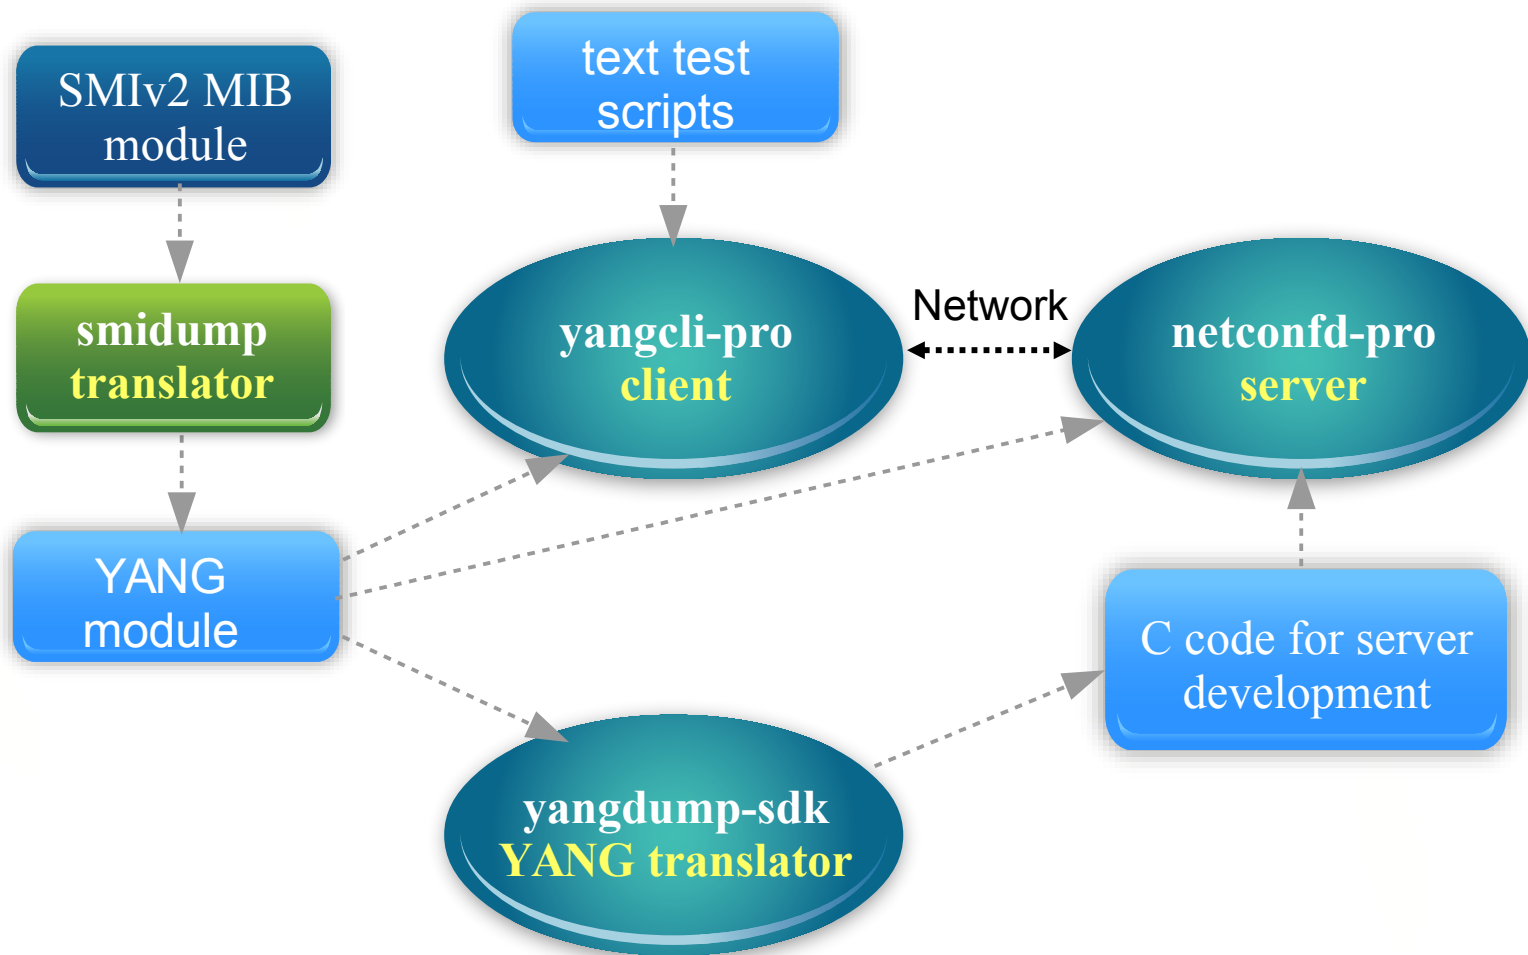 SMIv2 MIB
module
text test
scripts
smidump
translator
yangcli-pro
client
Network
netconfd-pro
server
YANG
module
C code for server
development
yangdump-sdk
YANG translator